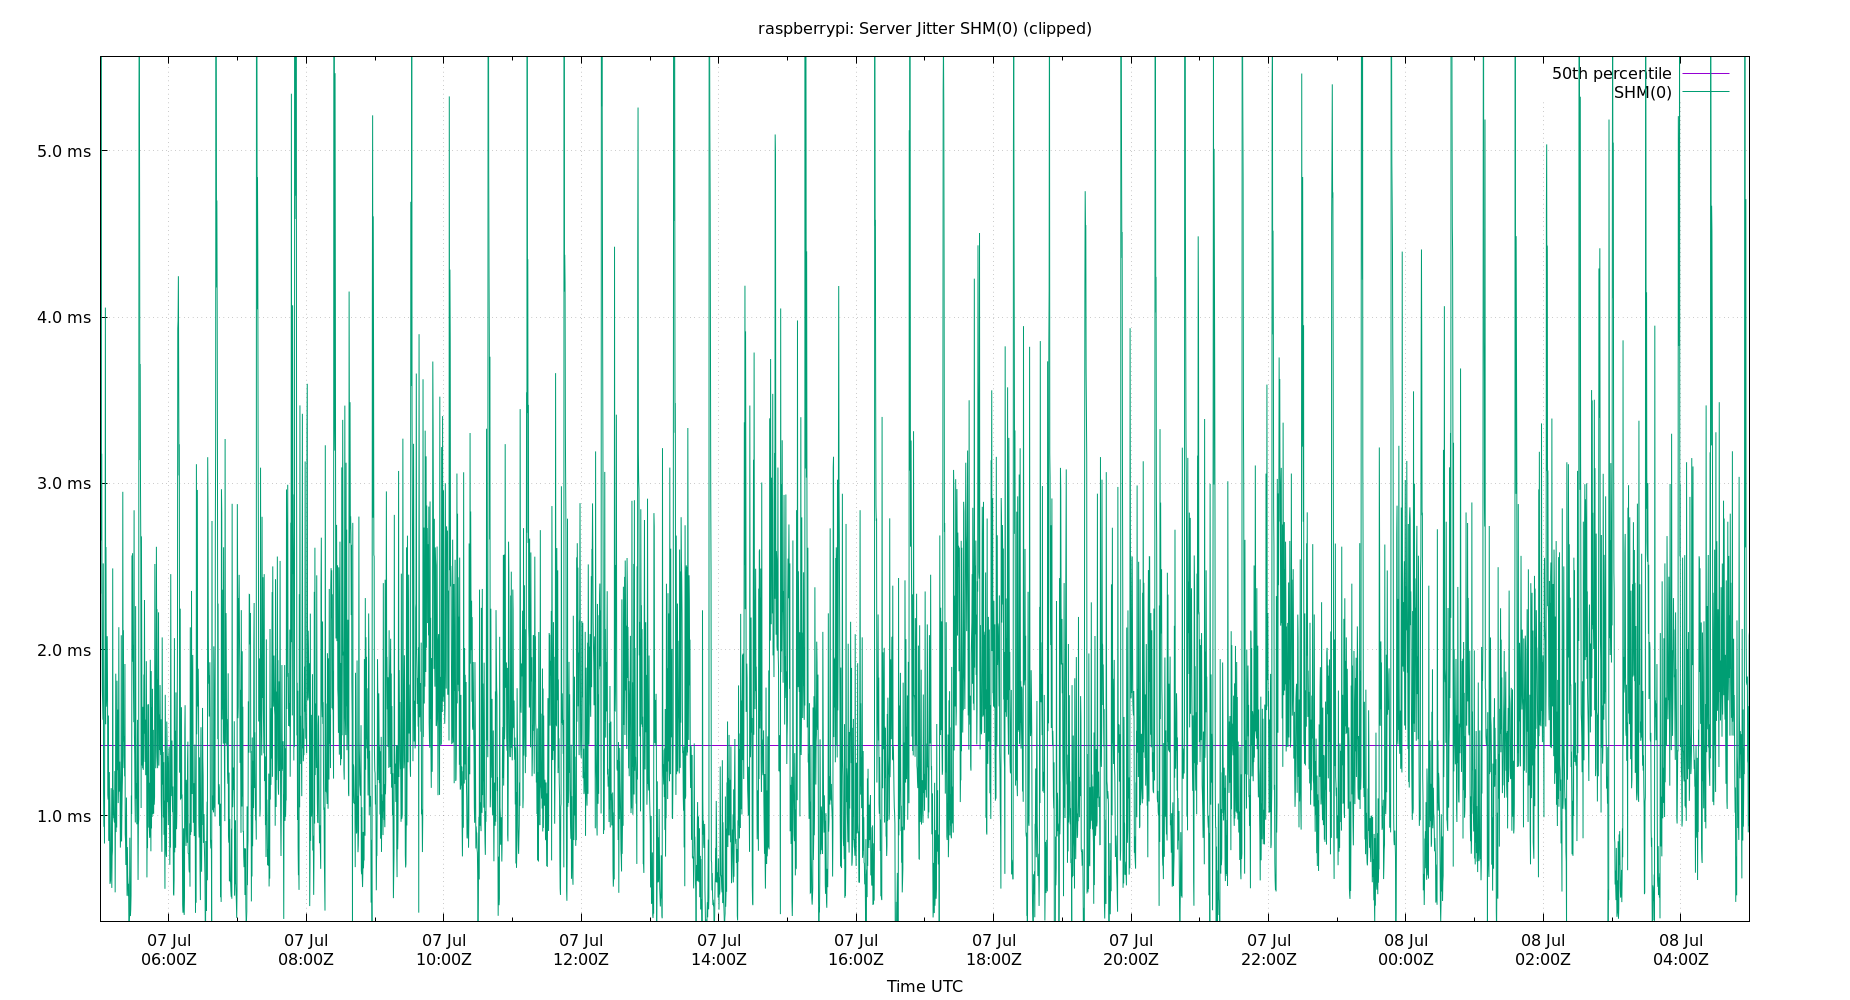 raspberrypi: Server Jitter SHM(0) (clipped)
50th percentile
SHM(0)
5.0 ms
4.0 ms
3.0 ms
2.0 ms
1.0 ms
07 Jul 07 Jul 07 Jul 07 Jul 07 Jul 07 Jul 07 Jul 07 Jul 07 Jul 08 Jul 08 Jul 08 Jul
06:00Z 08:00Z 10:00Z 12:00Z 14:00Z 16:00Z 18:00Z 20:00Z 22:00Z 00:00Z 02:00Z 04:00Z
Time UTC